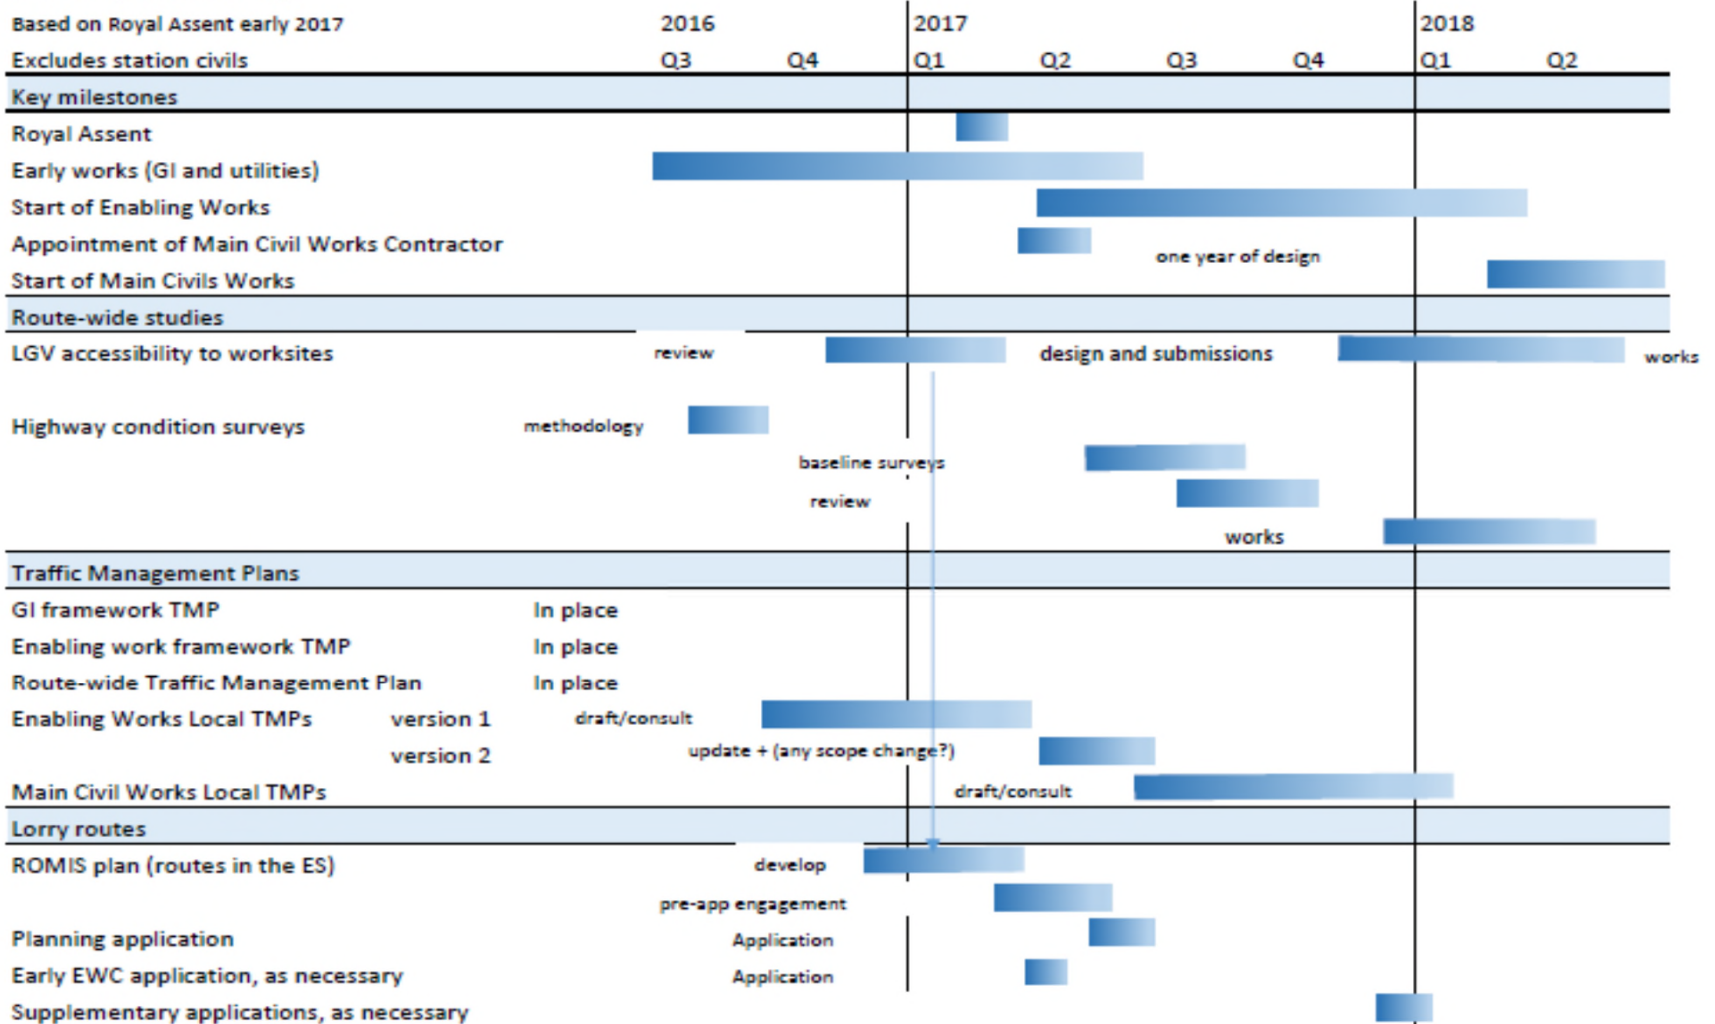 Based on Royal Assent early 2017 2016 2017 2018
Excludes station civils Q3 Q4 Q1 Q2 Q3 Q4 Q1 Q2
Key milestones
Royal Assent
Early works (GI and utilities)
Start of Enabling Works
Appointment of Main Civil Works Contractor
one year of design
Start of Main Civils Works
Route-wide studies
LGV accessibility to worksites review design and submissions works
Highway condition surveys methodology
baseline surveys
review
works
Traffic Management Plans
GI framework TMP In place
Enabling work framework TMP In place
Route-wide Traffic Management Plan In place
Enabling Works Local TMPs version 1 draft/consult
version 2 update + (any scope change?)
Main Civil Works Local TMPs draft/consult
Lorry routes
ROMIS plan (routes in the ES) develop
pre-app engagement
Planning application Application
Early EWC application, as necessary Application
Supplementary applications, as necessary